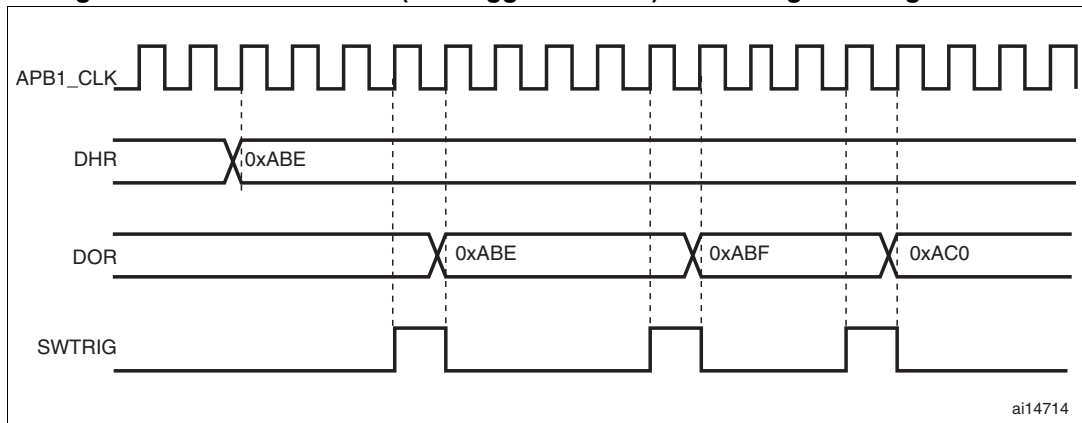 APB1_CLK
DHR
0xABE
DOR
0xABE
0xABF
0xAC0
SWTRIG
ai14714